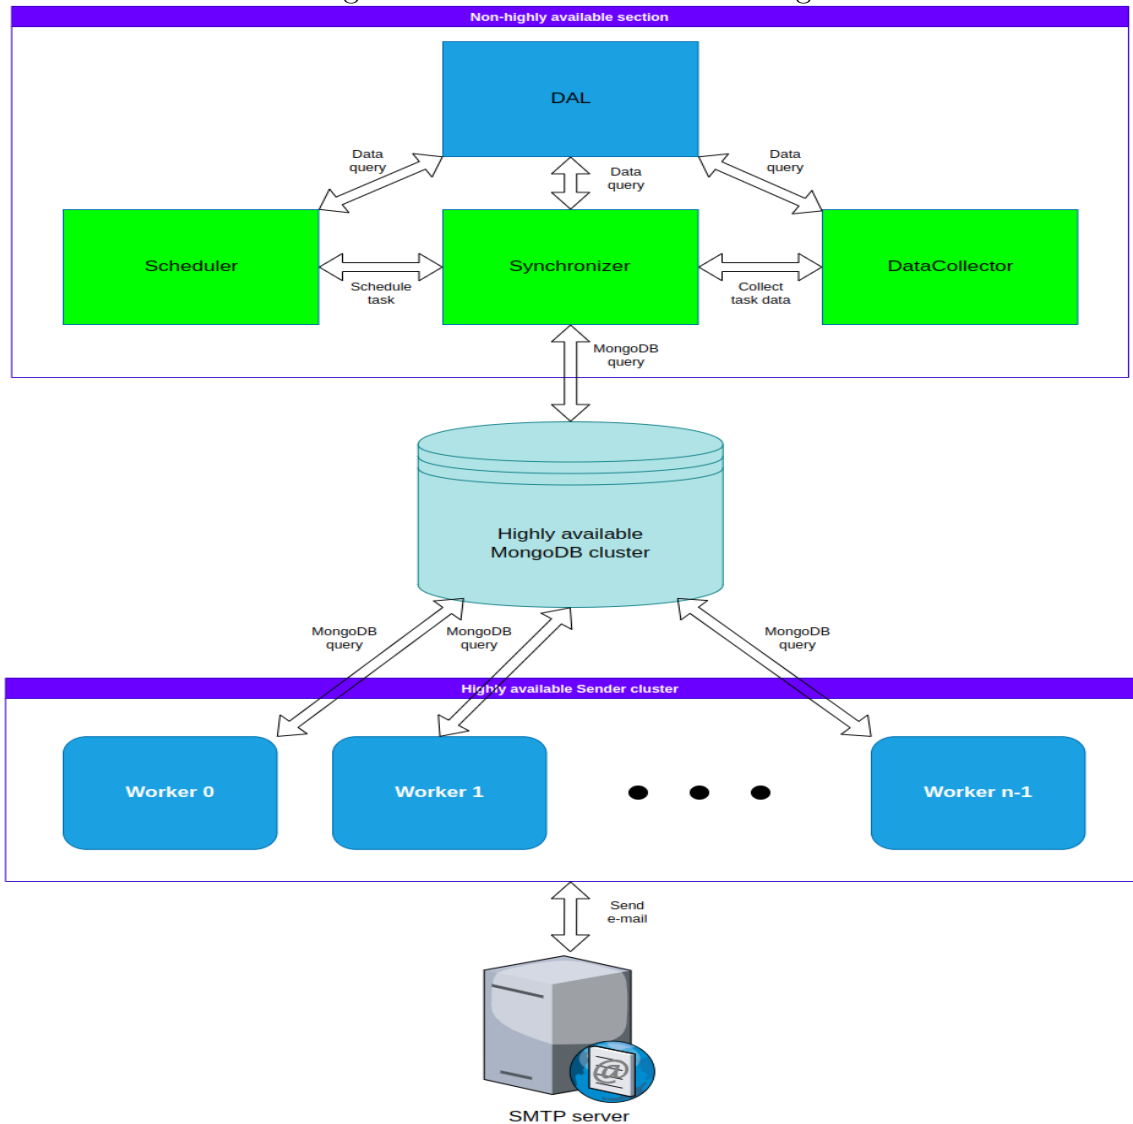 Non-highly available section
DAL
Data
query
Data
query
Data
query
Scheduler
Synchronizer
DataCollector
Schedule
task
Collect
task data
MongoDB
query
Highly available
MongoDB cluster
MongoDB
query
MongoDB
query
MongoDB
query
Highly available Sender cluster
Worker 0
Worker 1
Worker n-1
Send
e-mail
@
SMTP server